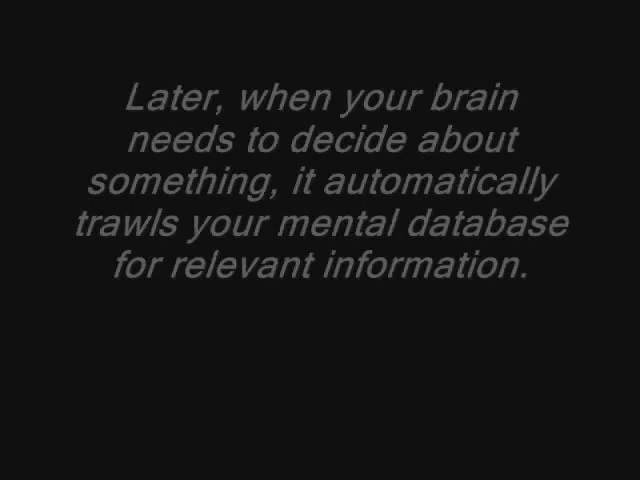 Later, when your brain
needs to decide about
something, it automatically
trawls your mental database
for relevant information.